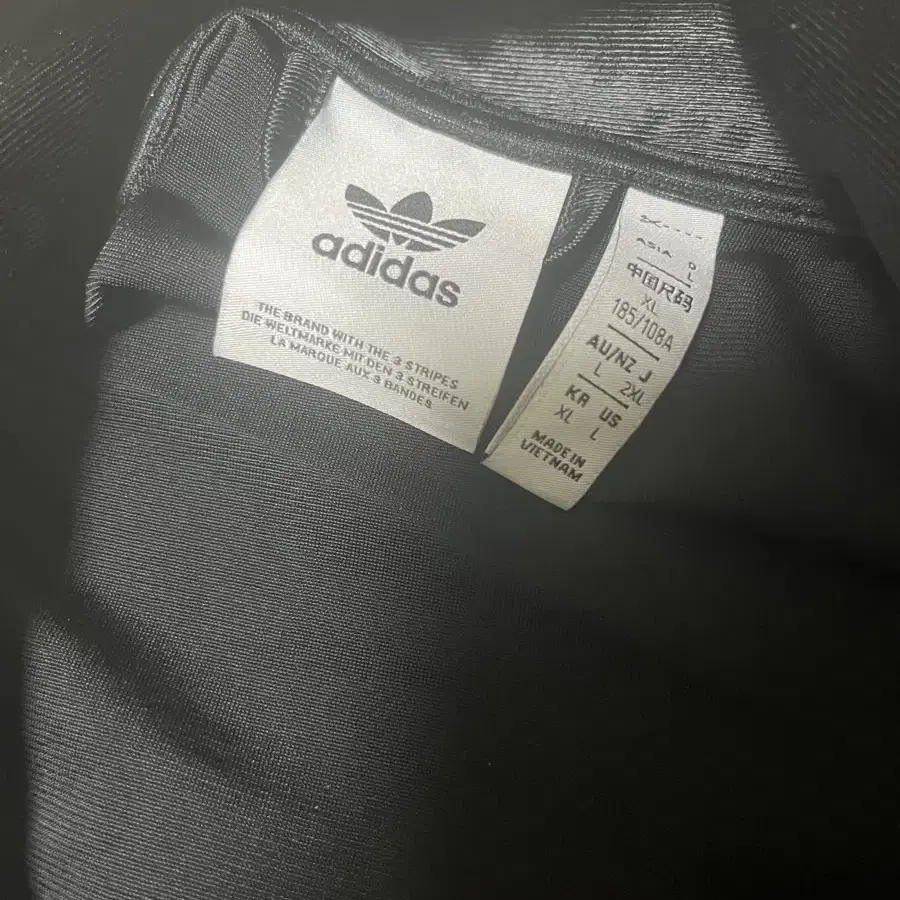 adidas
THE BRAND WITH THE 3 STRIPES
DIE WELTMARKE MIT DEN 3 STREIFEN
LA MARQUE AUX 3 BANDES
ASIA D
L
中国尺码
XL
185/108A
AU/NZ J
L 2XL
KR US
XL L
MADE IN
VIETNAM